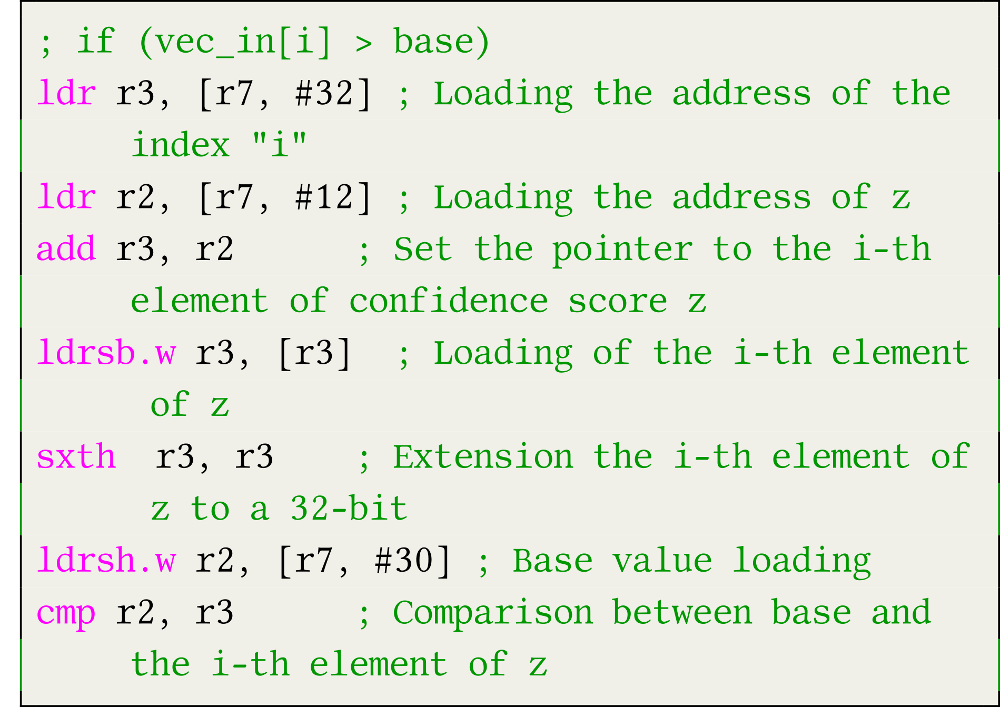 ; if (vec_in[i] > base)
ldr r3, [r7, #32] ; Loading the address of the
index "i"
ldr r2, [r7, #12] ; Loading the address of z
add r3, r2 ; Set the pointer to the i-th
element of confidence score z
ldrsb.w r3, [r3] ; Loading of the i-th element
of z
sxth r3, r3 ; Extension the i-th element of
z to a 32-bit
ldrsh.w r2, [r7, #30] ; Base value loading
cmp r2, r3 ; Comparison between base and
the i-th element of z